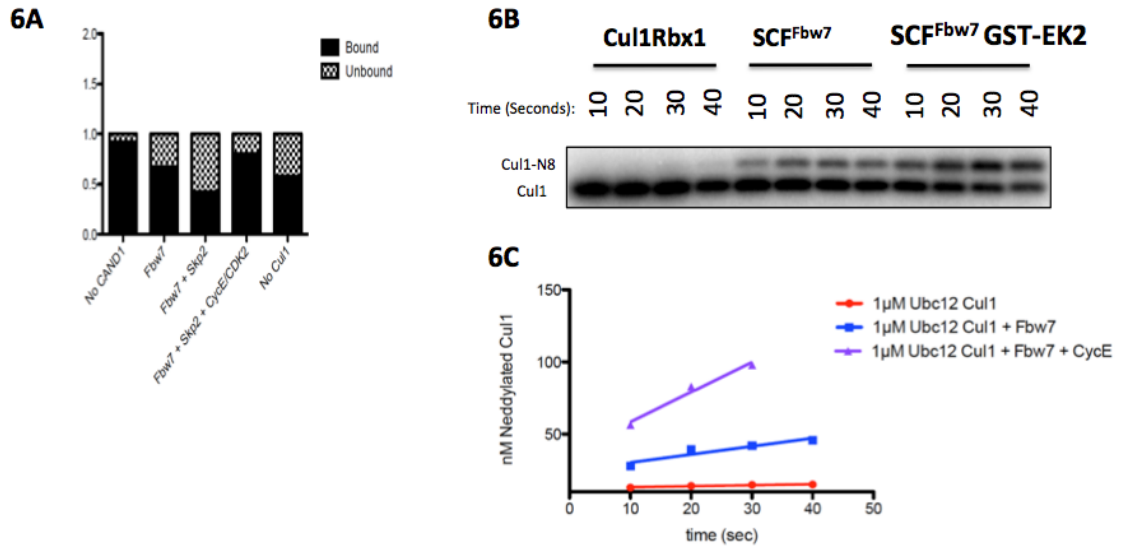 6A
2.0
1.5
1.0
0.5
0.0
Bound
Unbound
No CAND1
Fbw7
Fbw7 + Skp2
Fbw7 + Skp2 + CycE/CDK2
No Cul1
6B
Cul1Rbx1 SCFFbw7 SCFFbw7 GST-EK2
Time (Seconds): 10 20 30 40 10 20 30 40 10 20 30 40
Cul1-N8
Cul1
6C
nM Neddylated Cul1
150
100
50
0 10 20 30 40 50
time (sec)
1µM Ubc12 Cul1
1µM Ubc12 Cul1 + Fbw7
1µM Ubc12 Cul1 + Fbw7 + CycE